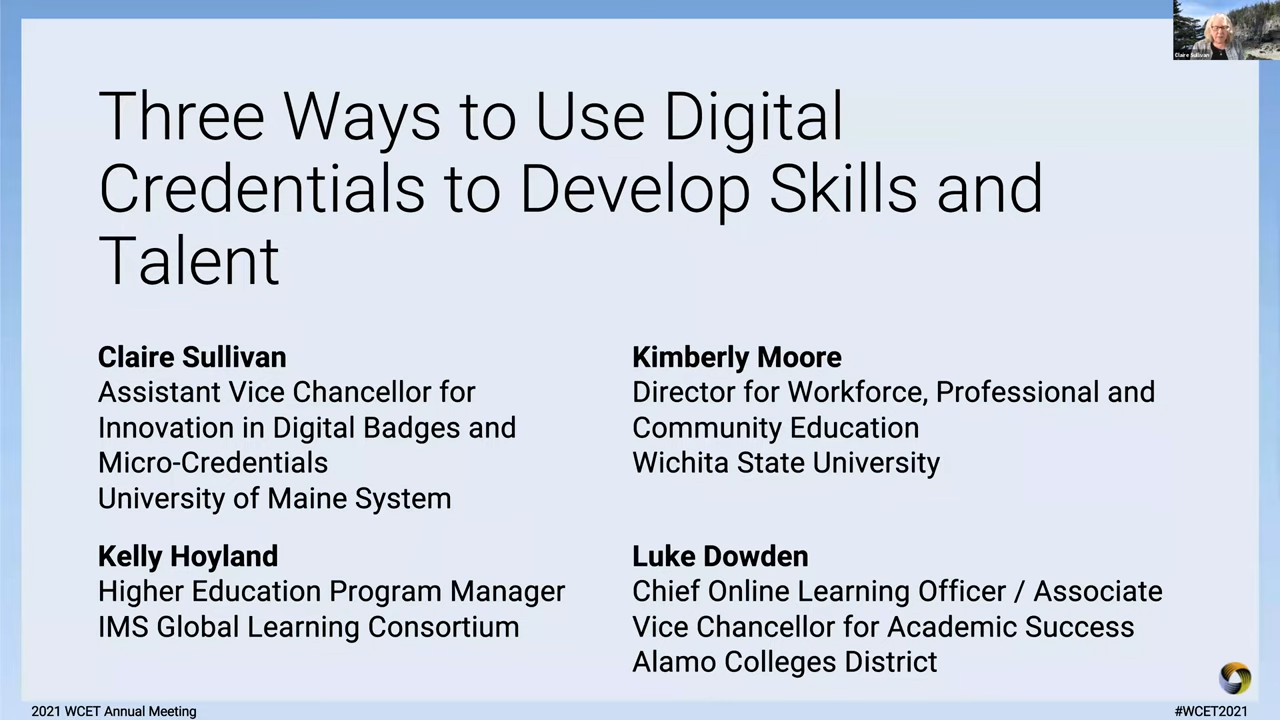 Claire Sullivan
Three Ways to Use Digital
Credentials to Develop Skills and
Talent
Claire Sullivan
Assistant Vice Chancellor for
Innovation in Digital Badges and
Micro-Credentials
University of Maine System
Kimberly Moore
Director for Workforce, Professional and
Community Education
Wichita State University
Kelly Hoyland
Higher Education Program Manager
IMS Global Learning Consortium
Luke Dowden
Chief Online Learning Officer / Associate
Vice Chancellor for Academic Success
Alamo Colleges District
2021 WCET Annual Meeting
#WCET2021